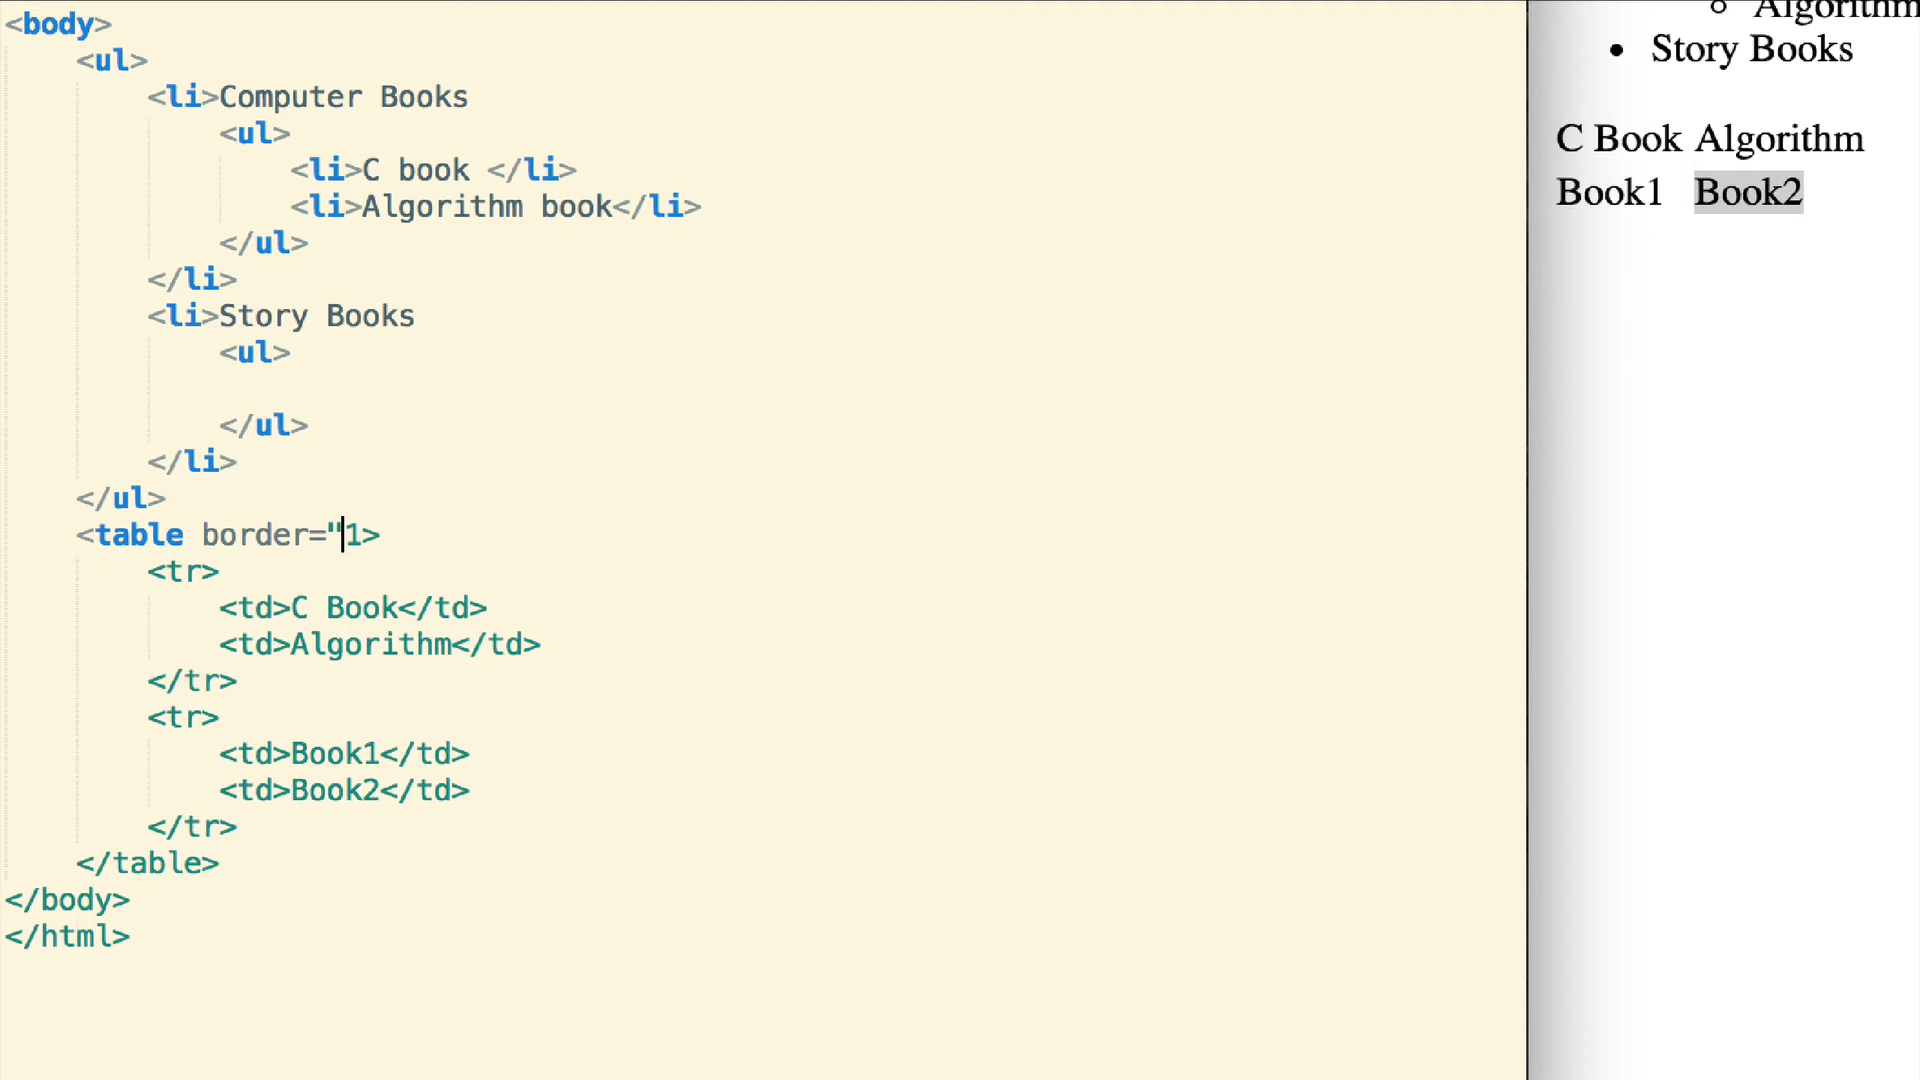 <body>
<ul>
<li>Computer Books
<ul>
<li>C book </li>
<li>Algorithm book</li>
</ul>
</li>
<li>Story Books
<ul>
</ul>
</li>
</ul>
<table border="1>
<tr>
<td>C Book</td>
<td>Algorithm</td>
</tr>
<tr>
<td>Book1</td>
<td>Book2</td>
</tr>
</table>
</body>
</html>
Algorithm
Story Books
C Book Algorithm
Book1 Book2